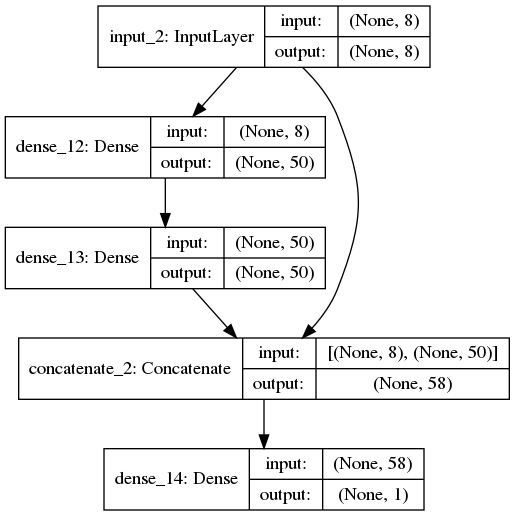 input_2: InputLayer
input:
(None, 8)
output:
(None, 8)
dense_12: Dense
input:
(None, 8)
output:
(None, 50)
dense_13: Dense
input:
(None, 50)
output:
(None, 50)
concatenate_2: Concatenate
input:
[(None, 8), (None, 50)]
output:
(None, 58)
dense_14: Dense
input:
(None, 58)
output:
(None, 1)